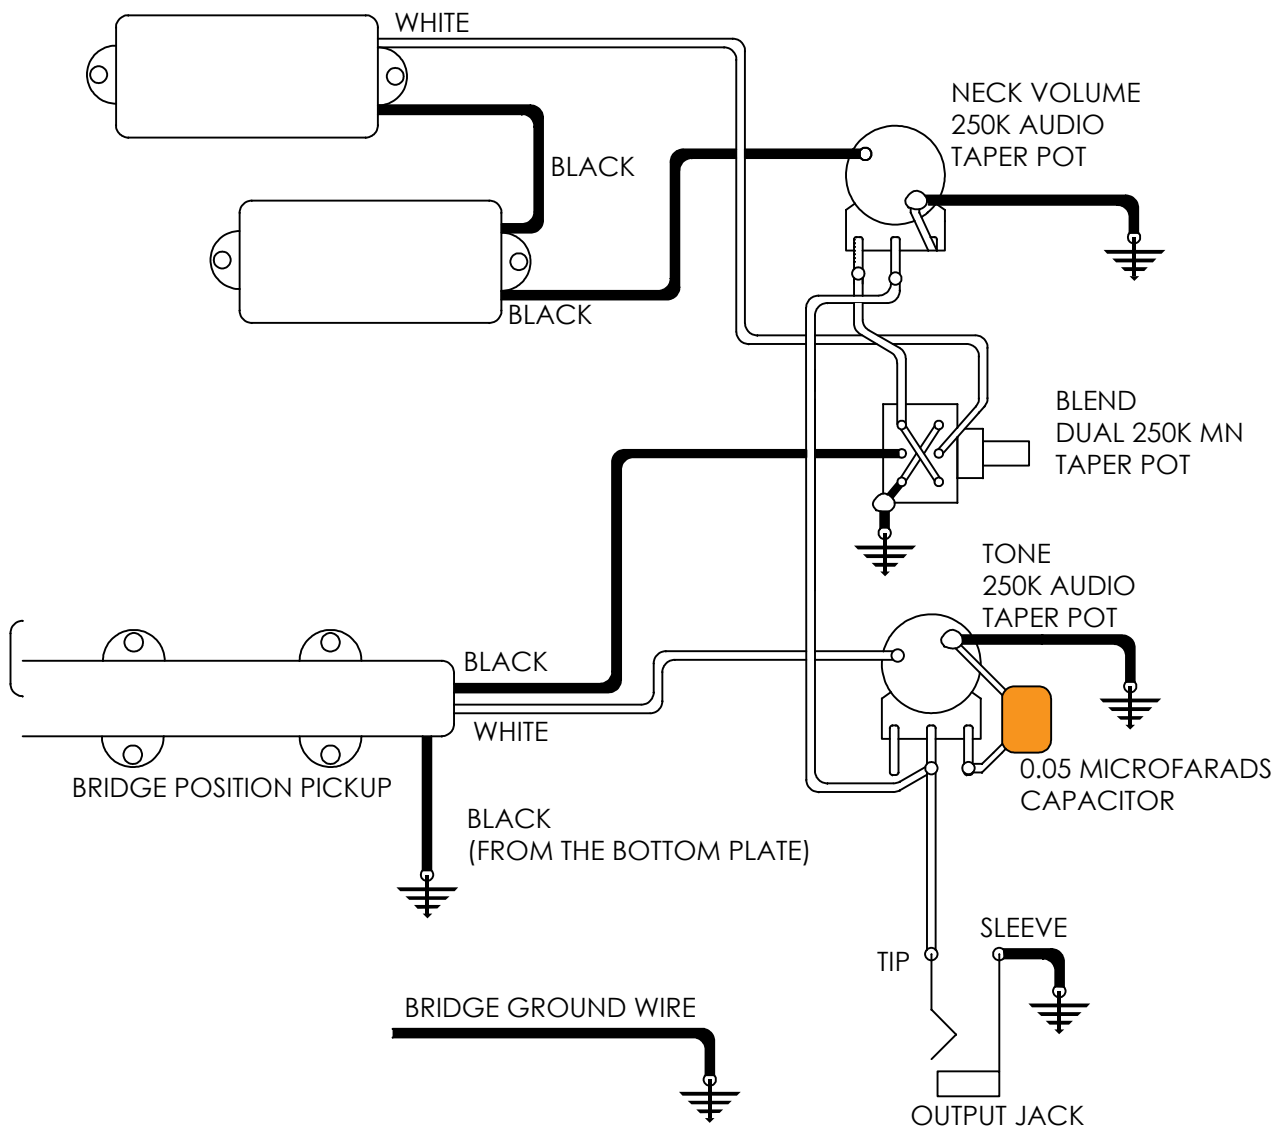 WHITE
NECK VOLUME
250K AUDIO
TAPER POT
BLACK
BLACK
BLEND
DUAL 250K MN
TAPER POT
TONE
250K AUDIO
TAPER POT
BLACK
WHITE
BRIDGE POSITION PICKUP
0.05 MICROFARADS
CAPACITOR
BLACK
(FROM THE BOTTOM PLATE)
SLEEVE
TIP
BRIDGE GROUND WIRE
OUTPUT JACK